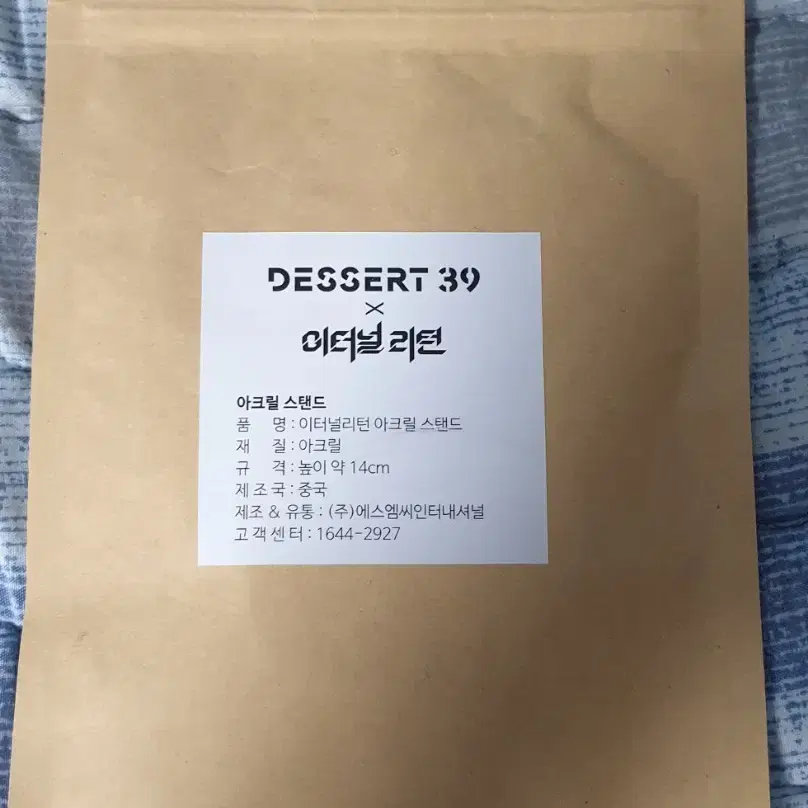 DESSERT 39
×
이터널 리턴
아크릴 스탠드
품 명 : 이터널리턴 아크릴 스탠드
재 질 : 아크릴
규 격 : 높이 약 14cm
제 조 국 : 중국
제조 & 유통 : (주)에스엠씨인터내셔널
고 객 센 터 : 1644-2927